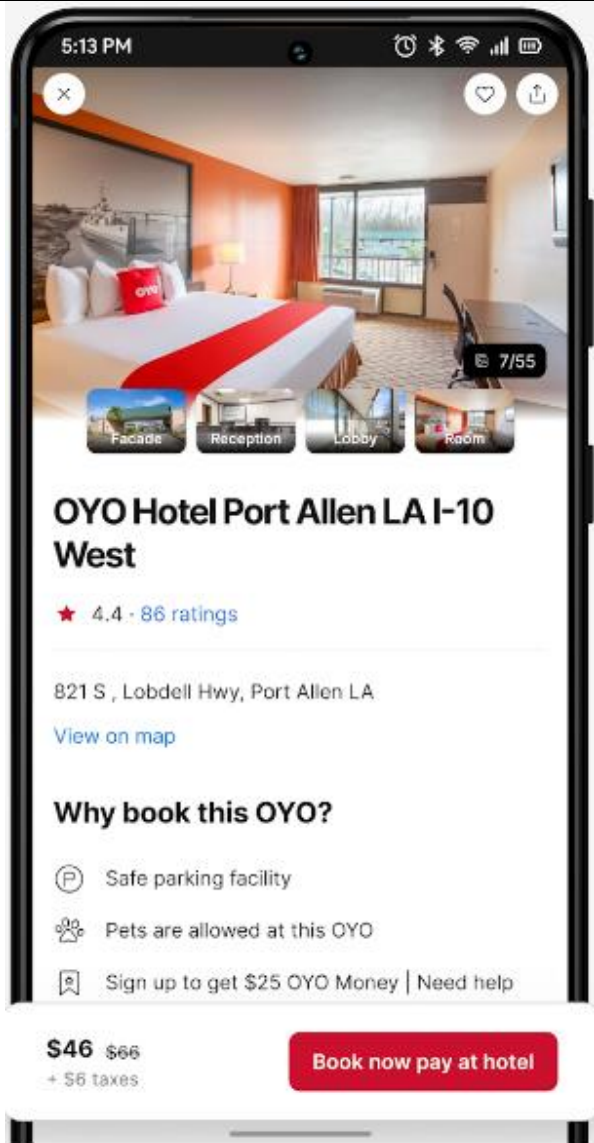 5:13 PM
OYO
7/55
Facade
Reception
Lobby
Room
OYO Hotel Port Allen LA I-10
West
4.4 · 86 ratings
821 S , Lobdell Hwy, Port Allen LA
View on map
Why book this OYO?
P Safe parking facility
Pets are allowed at this OYO
Sign up to get $25 OYO Money | Need help
$46 $66
+ $6 taxes
Book now pay at hotel